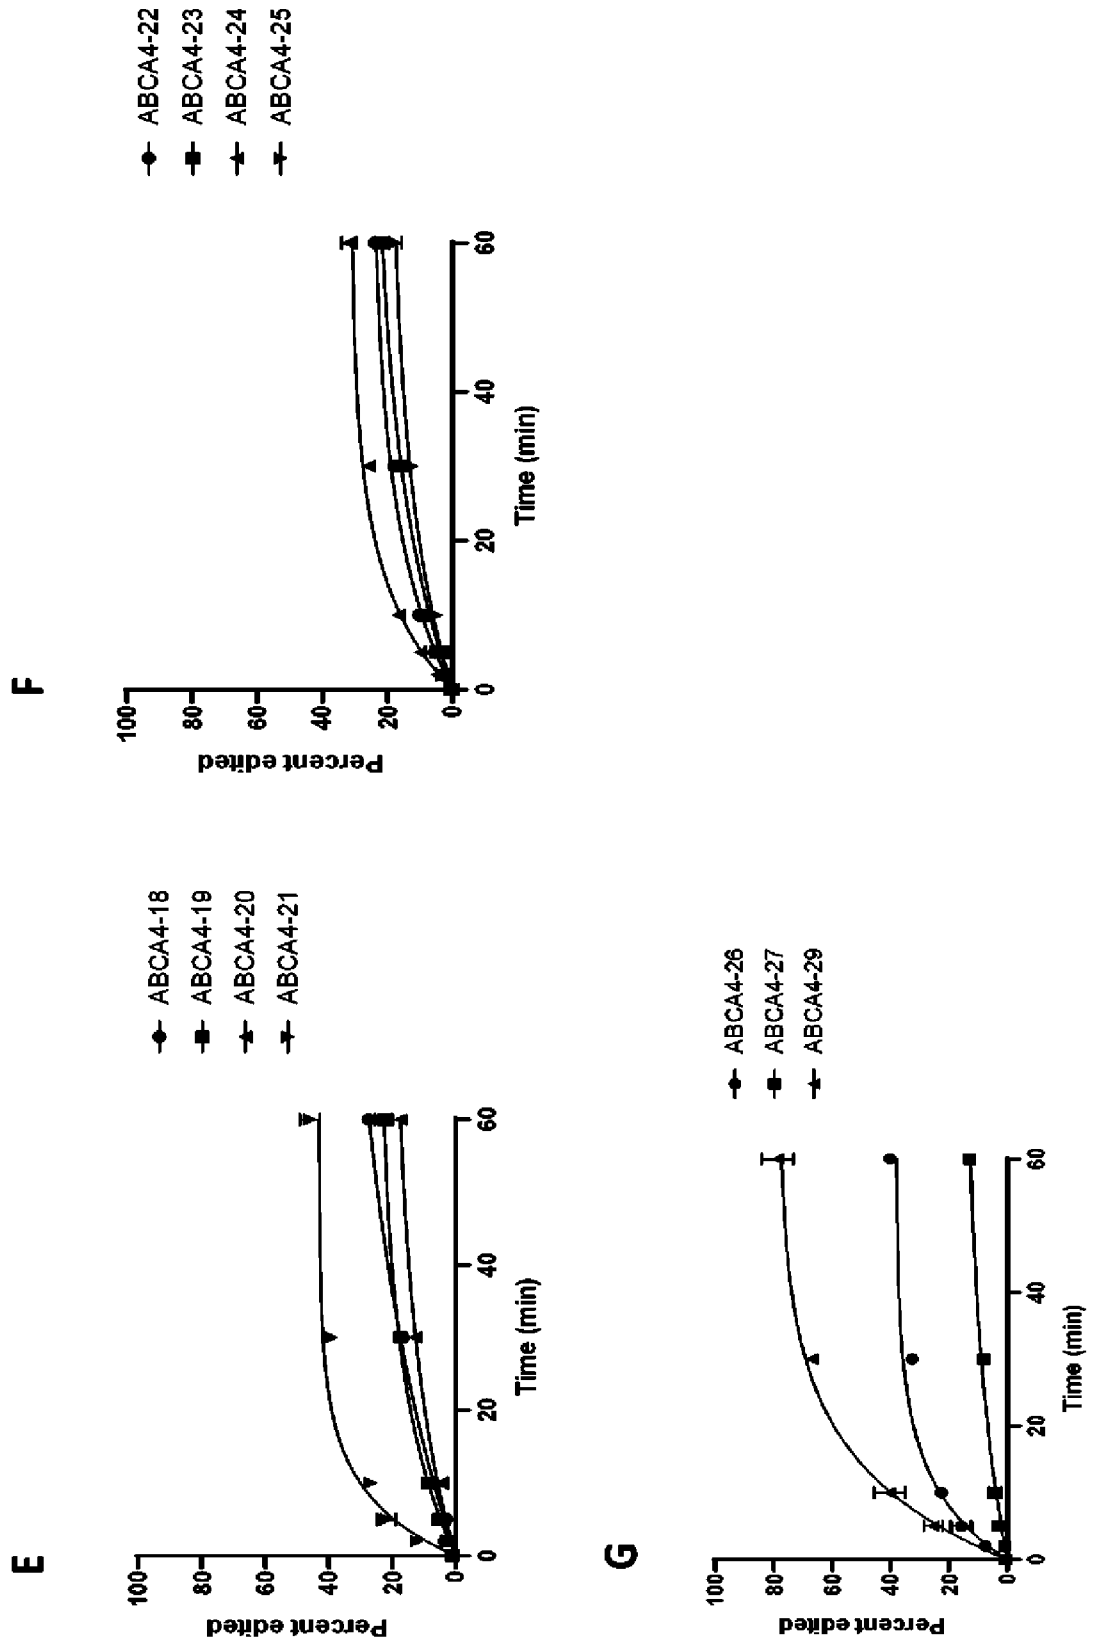 E
Percent edited
100
80
60
40
20
0
0
20
40
60
Time (min)
ABCA4-18
ABCA4-19
ABCA4-20
ABCA4-21
F
Percent edited
100
80
60
40
20
0
0
20
40
60
Time (min)
ABCA4-22
ABCA4-23
ABCA4-24
ABCA4-25
G
Percent edited
100
80
60
40
20
0
0
20
40
60
Time (min)
ABCA4-26
ABCA4-27
ABCA4-29